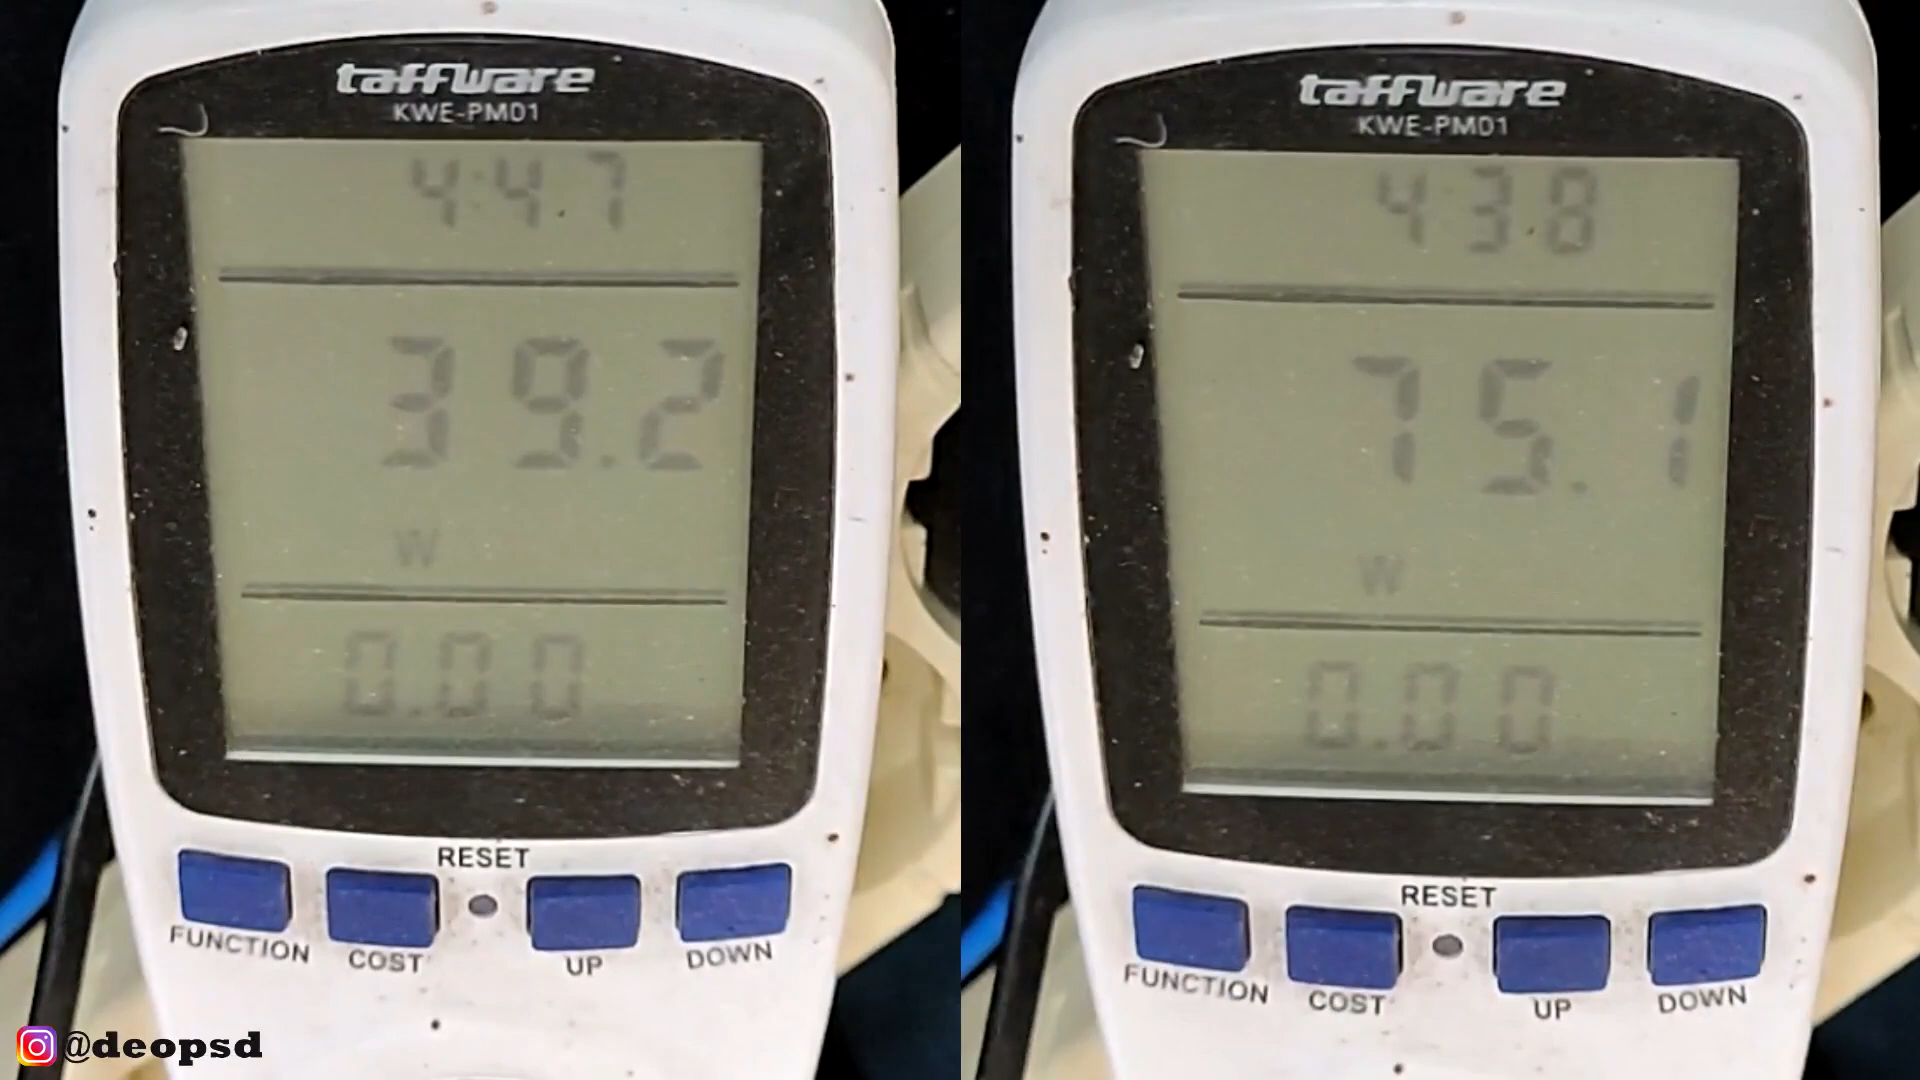 taffware
KWE-PM01
4:47
39.2
W
0.00
RESET
FUNCTION
COST
UP
DOWN
@deopsd
taffware
KWE-PM01
4:38
75.1
W
0.00
RESET
FUNCTION
COST
UP
DOWN